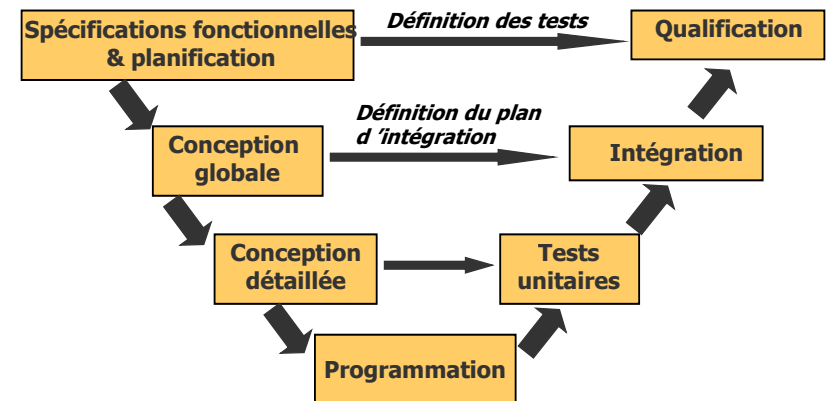 Spécifications fonctionnelles
& planification
Définition des tests
Qualification
Définition du plan
d ’intégration
Conception
globale
Intégration
Conception
détaillée
Tests
unitaires
Programmation